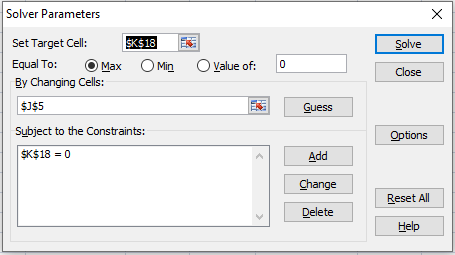 Solver Parameters
Set Target Cell: $K$18 Solve
Equal To: Max Min Value of: 0 Close
By Changing Cells:
$J$5 Guess
Subject to the Constraints: Options
$K$18 = 0 Add
Change Reset All
Delete Help